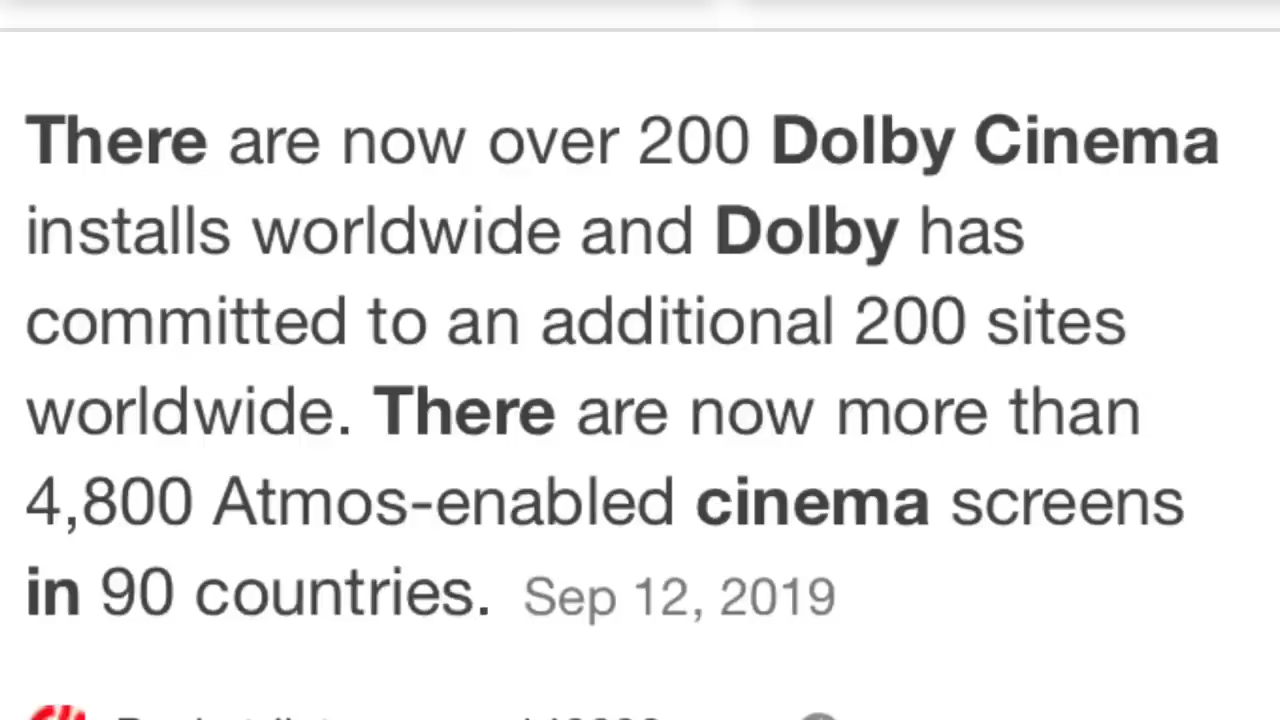 There are now over 200 Dolby Cinema
installs worldwide and Dolby has
committed to an additional 200 sites
worldwide. There are now more than
4,800 Atmos-enabled cinema screens
in 90 countries. Sep 12, 2019